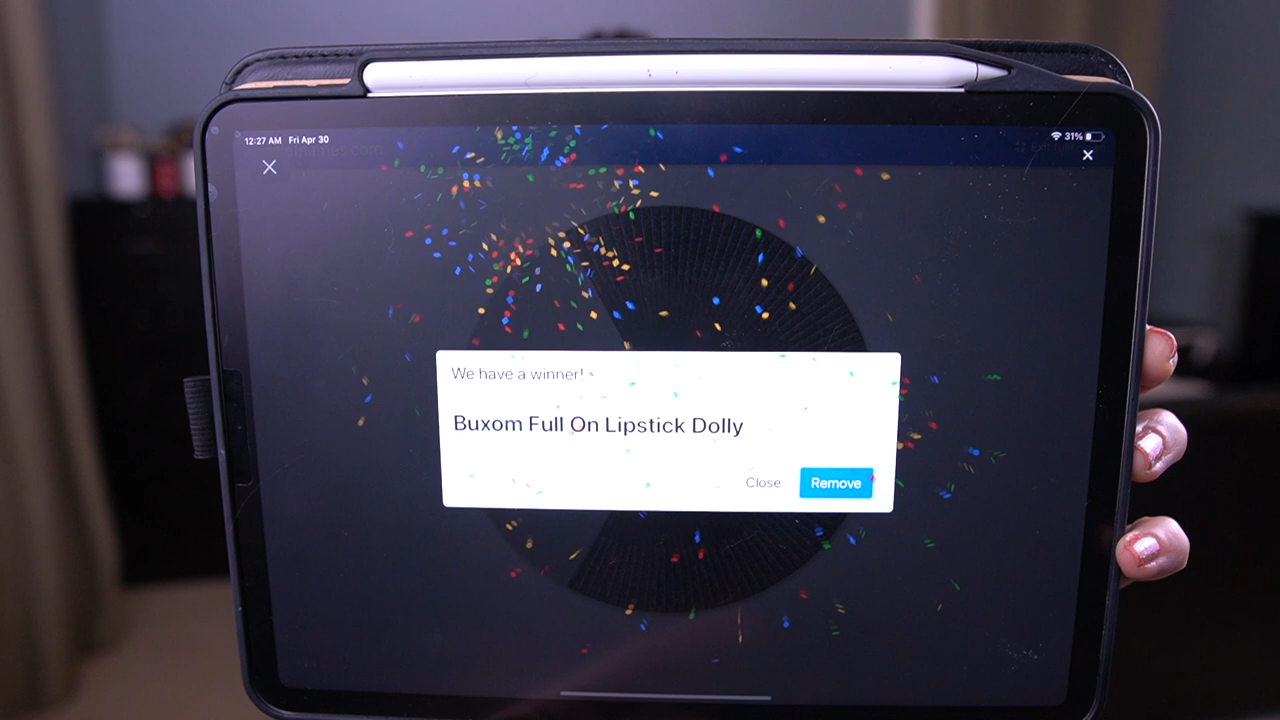 12:27 AM Fri Apr 30
31%
We have a winner!
Buxom Full On Lipstick Dolly
Close
Remove